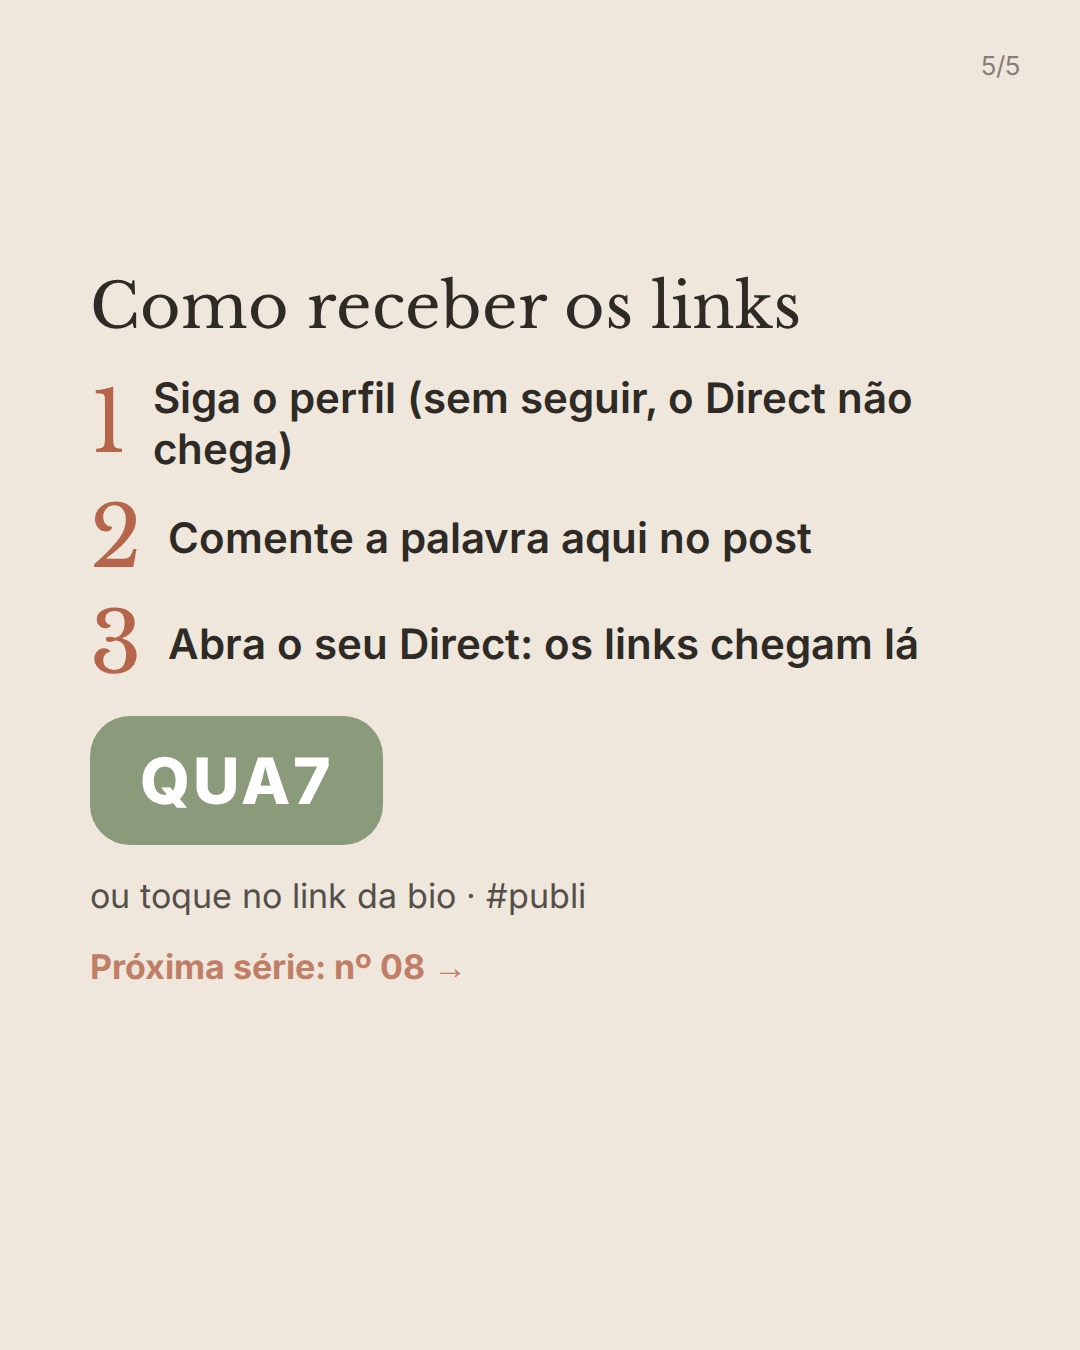 5/5
Como receber os links
1 Siga o perfil (sem seguir, o Direct não
chega)
2 Comente a palavra aqui no post
3 Abra o seu Direct: os links chegam lá
QUA7
ou toque no link da bio · #publi
Próxima série: nº 08 →